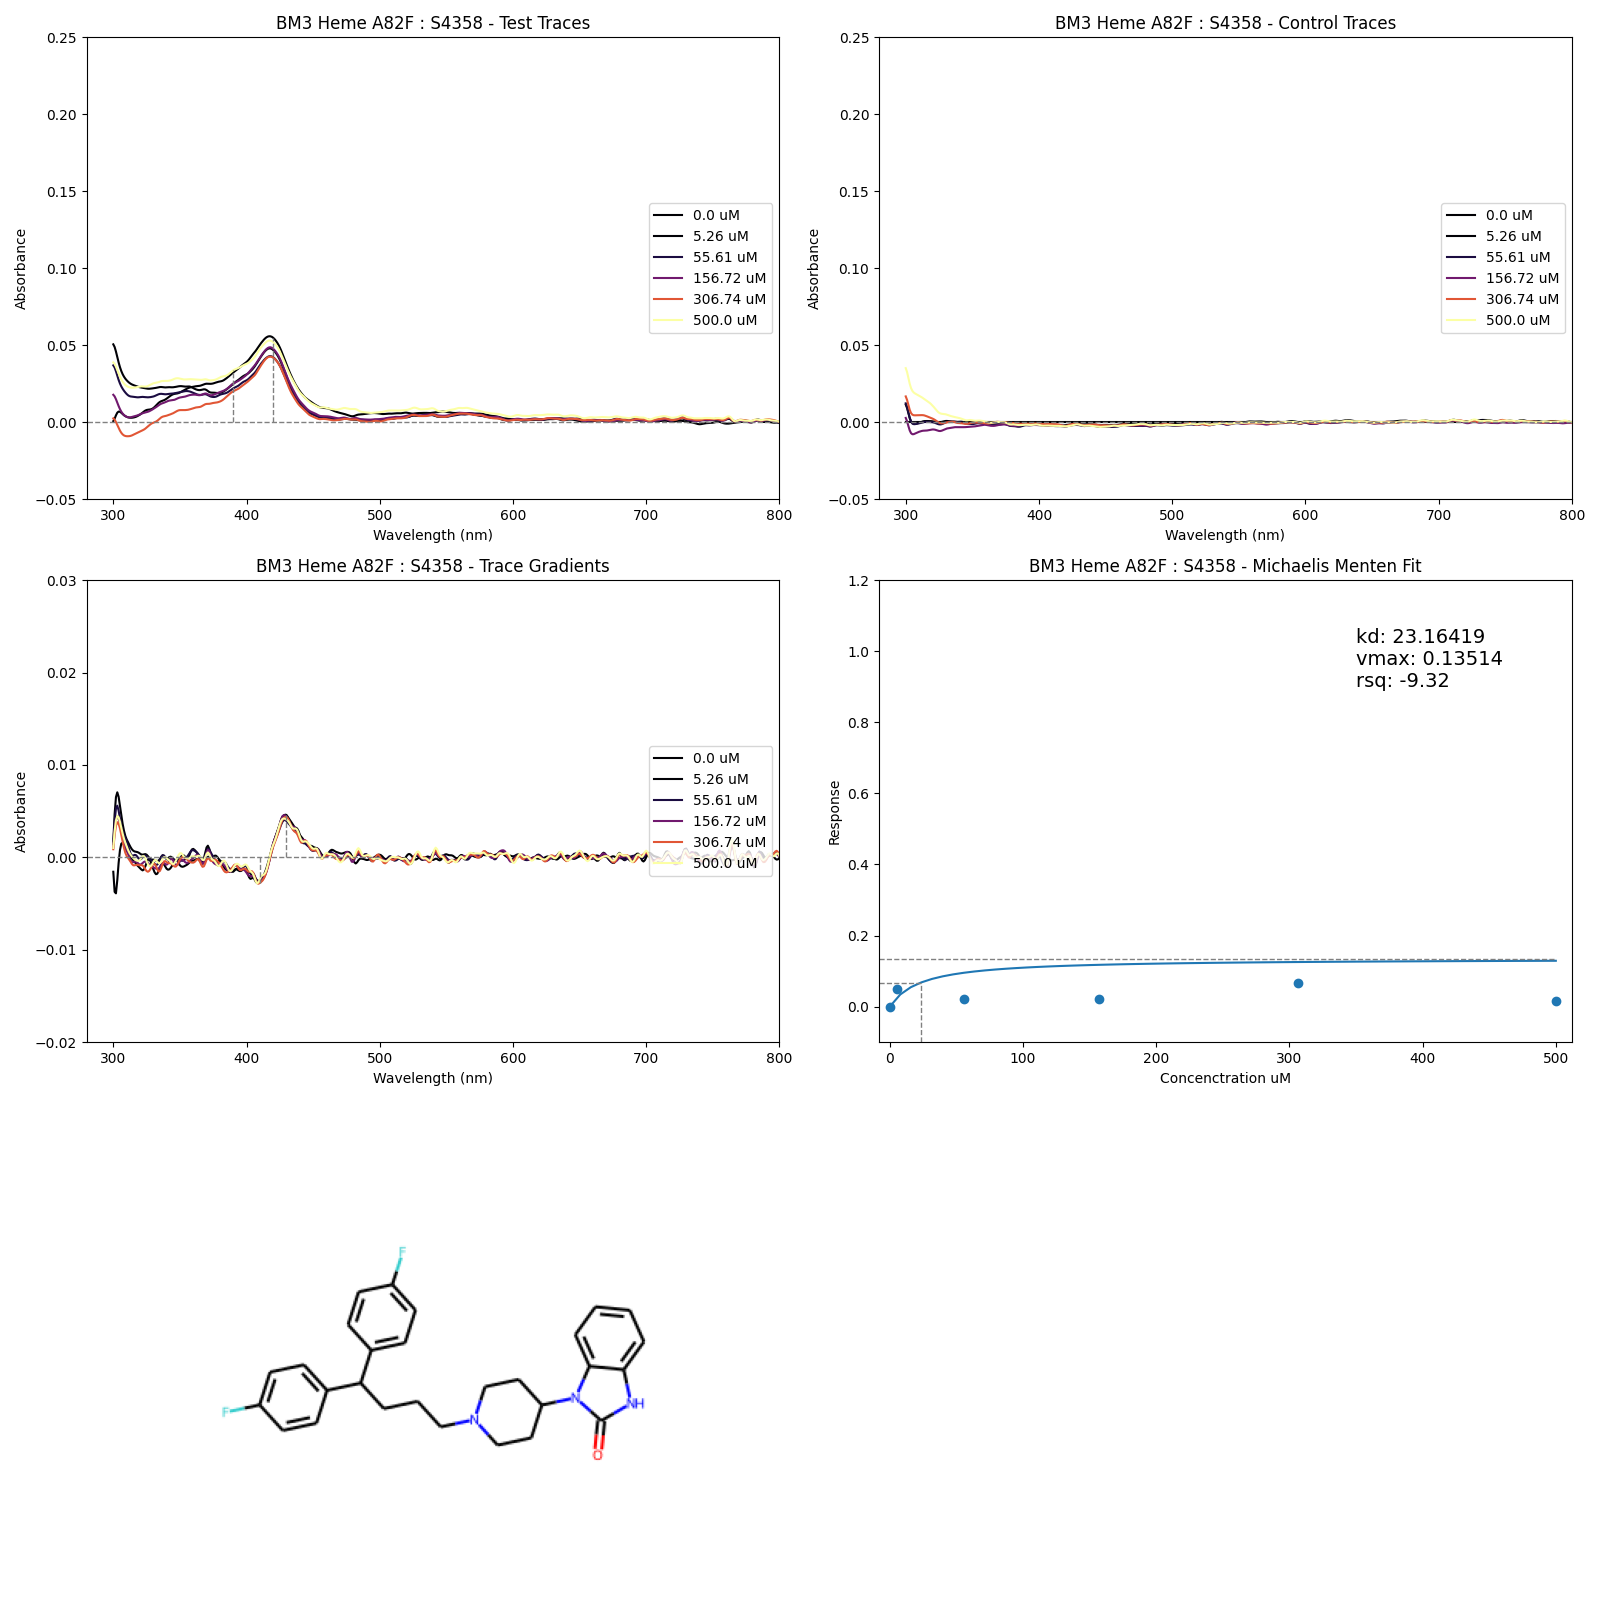 BM3 Heme A82F : S4358 - Test Traces
0.25
0.20
0.15
0.10
0.05
0.00
−0.05
Absorbance
300 400 500 600 700 800
Wavelength (nm)
0.0 uM
5.26 uM
55.61 uM
156.72 uM
306.74 uM
500.0 uM
BM3 Heme A82F : S4358 - Control Traces
0.25
0.20
0.15
0.10
0.05
0.00
−0.05
Absorbance
300 400 500 600 700 800
Wavelength (nm)
0.0 uM
5.26 uM
55.61 uM
156.72 uM
306.74 uM
500.0 uM
BM3 Heme A82F : S4358 - Trace Gradients
0.03
0.02
0.01
0.00
−0.01
−0.02
Absorbance
300 400 500 600 700 800
Wavelength (nm)
0.0 uM
5.26 uM
55.61 uM
156.72 uM
306.74 uM
500.0 uM
BM3 Heme A82F : S4358 - Michaelis Menten Fit
1.2
1.0
0.8
0.6
0.4
0.2
0.0
Response
kd: 23.16419
vmax: 0.13514
rsq: -9.32
0 100 200 300 400 500
Concenctration uM
F
F
N
N
NH
O